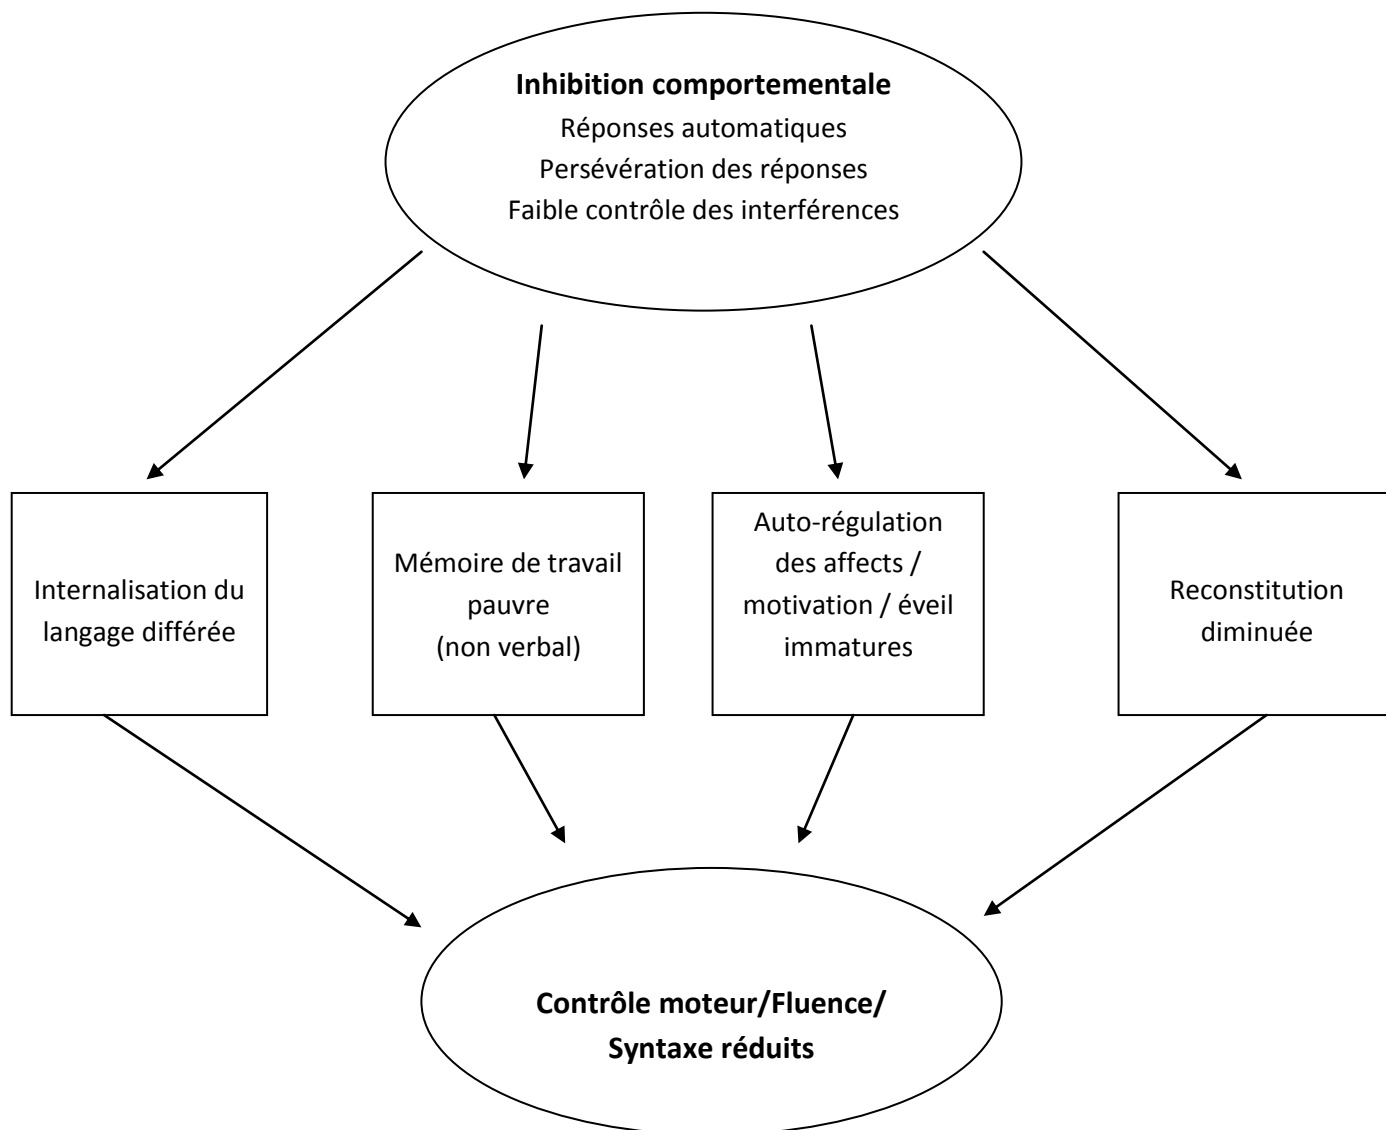 Inhibition comportementale
Réponses automatiques
Persévération des réponses
Faible contrôle des interférences
Internalisation du
langage différée
Mémoire de travail
pauvre
(non verbal)
Auto-régulation
des affects /
motivation / éveil
immatures
Reconstitution
diminuée
Contrôle moteur/Fluence/
Syntaxe réduits